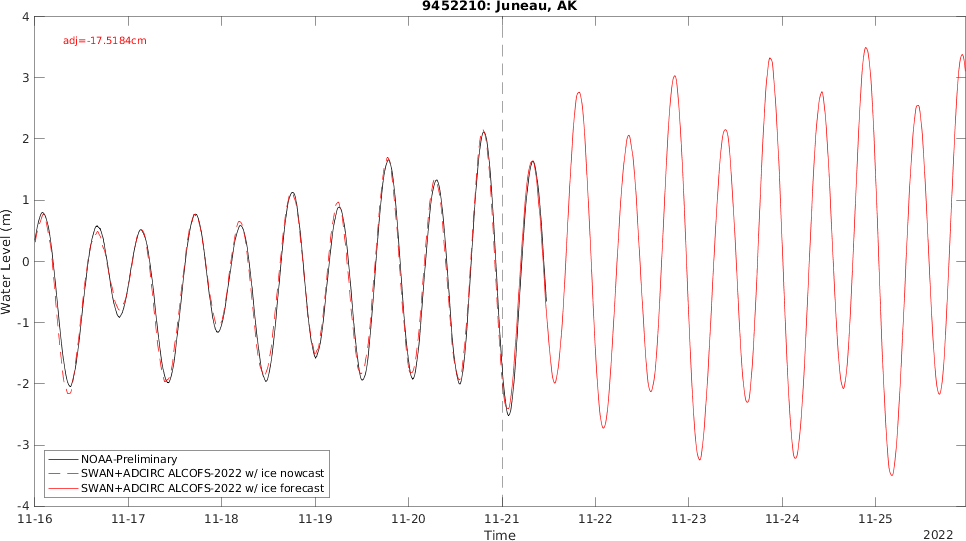 9452210: Juneau, AK
adj=-17.5184cm
4
3
2
1
0
-1
-2
-3
-4
Water Level (m)
NOAA-Preliminary
SWAN+ADCIRC ALCOFS-2022 w/ ice nowcast
SWAN+ADCIRC ALCOFS-2022 w/ ice forecast
11-16 11-17 11-18 11-19 11-20 11-21 11-22 11-23 11-24 11-25
Time
2022